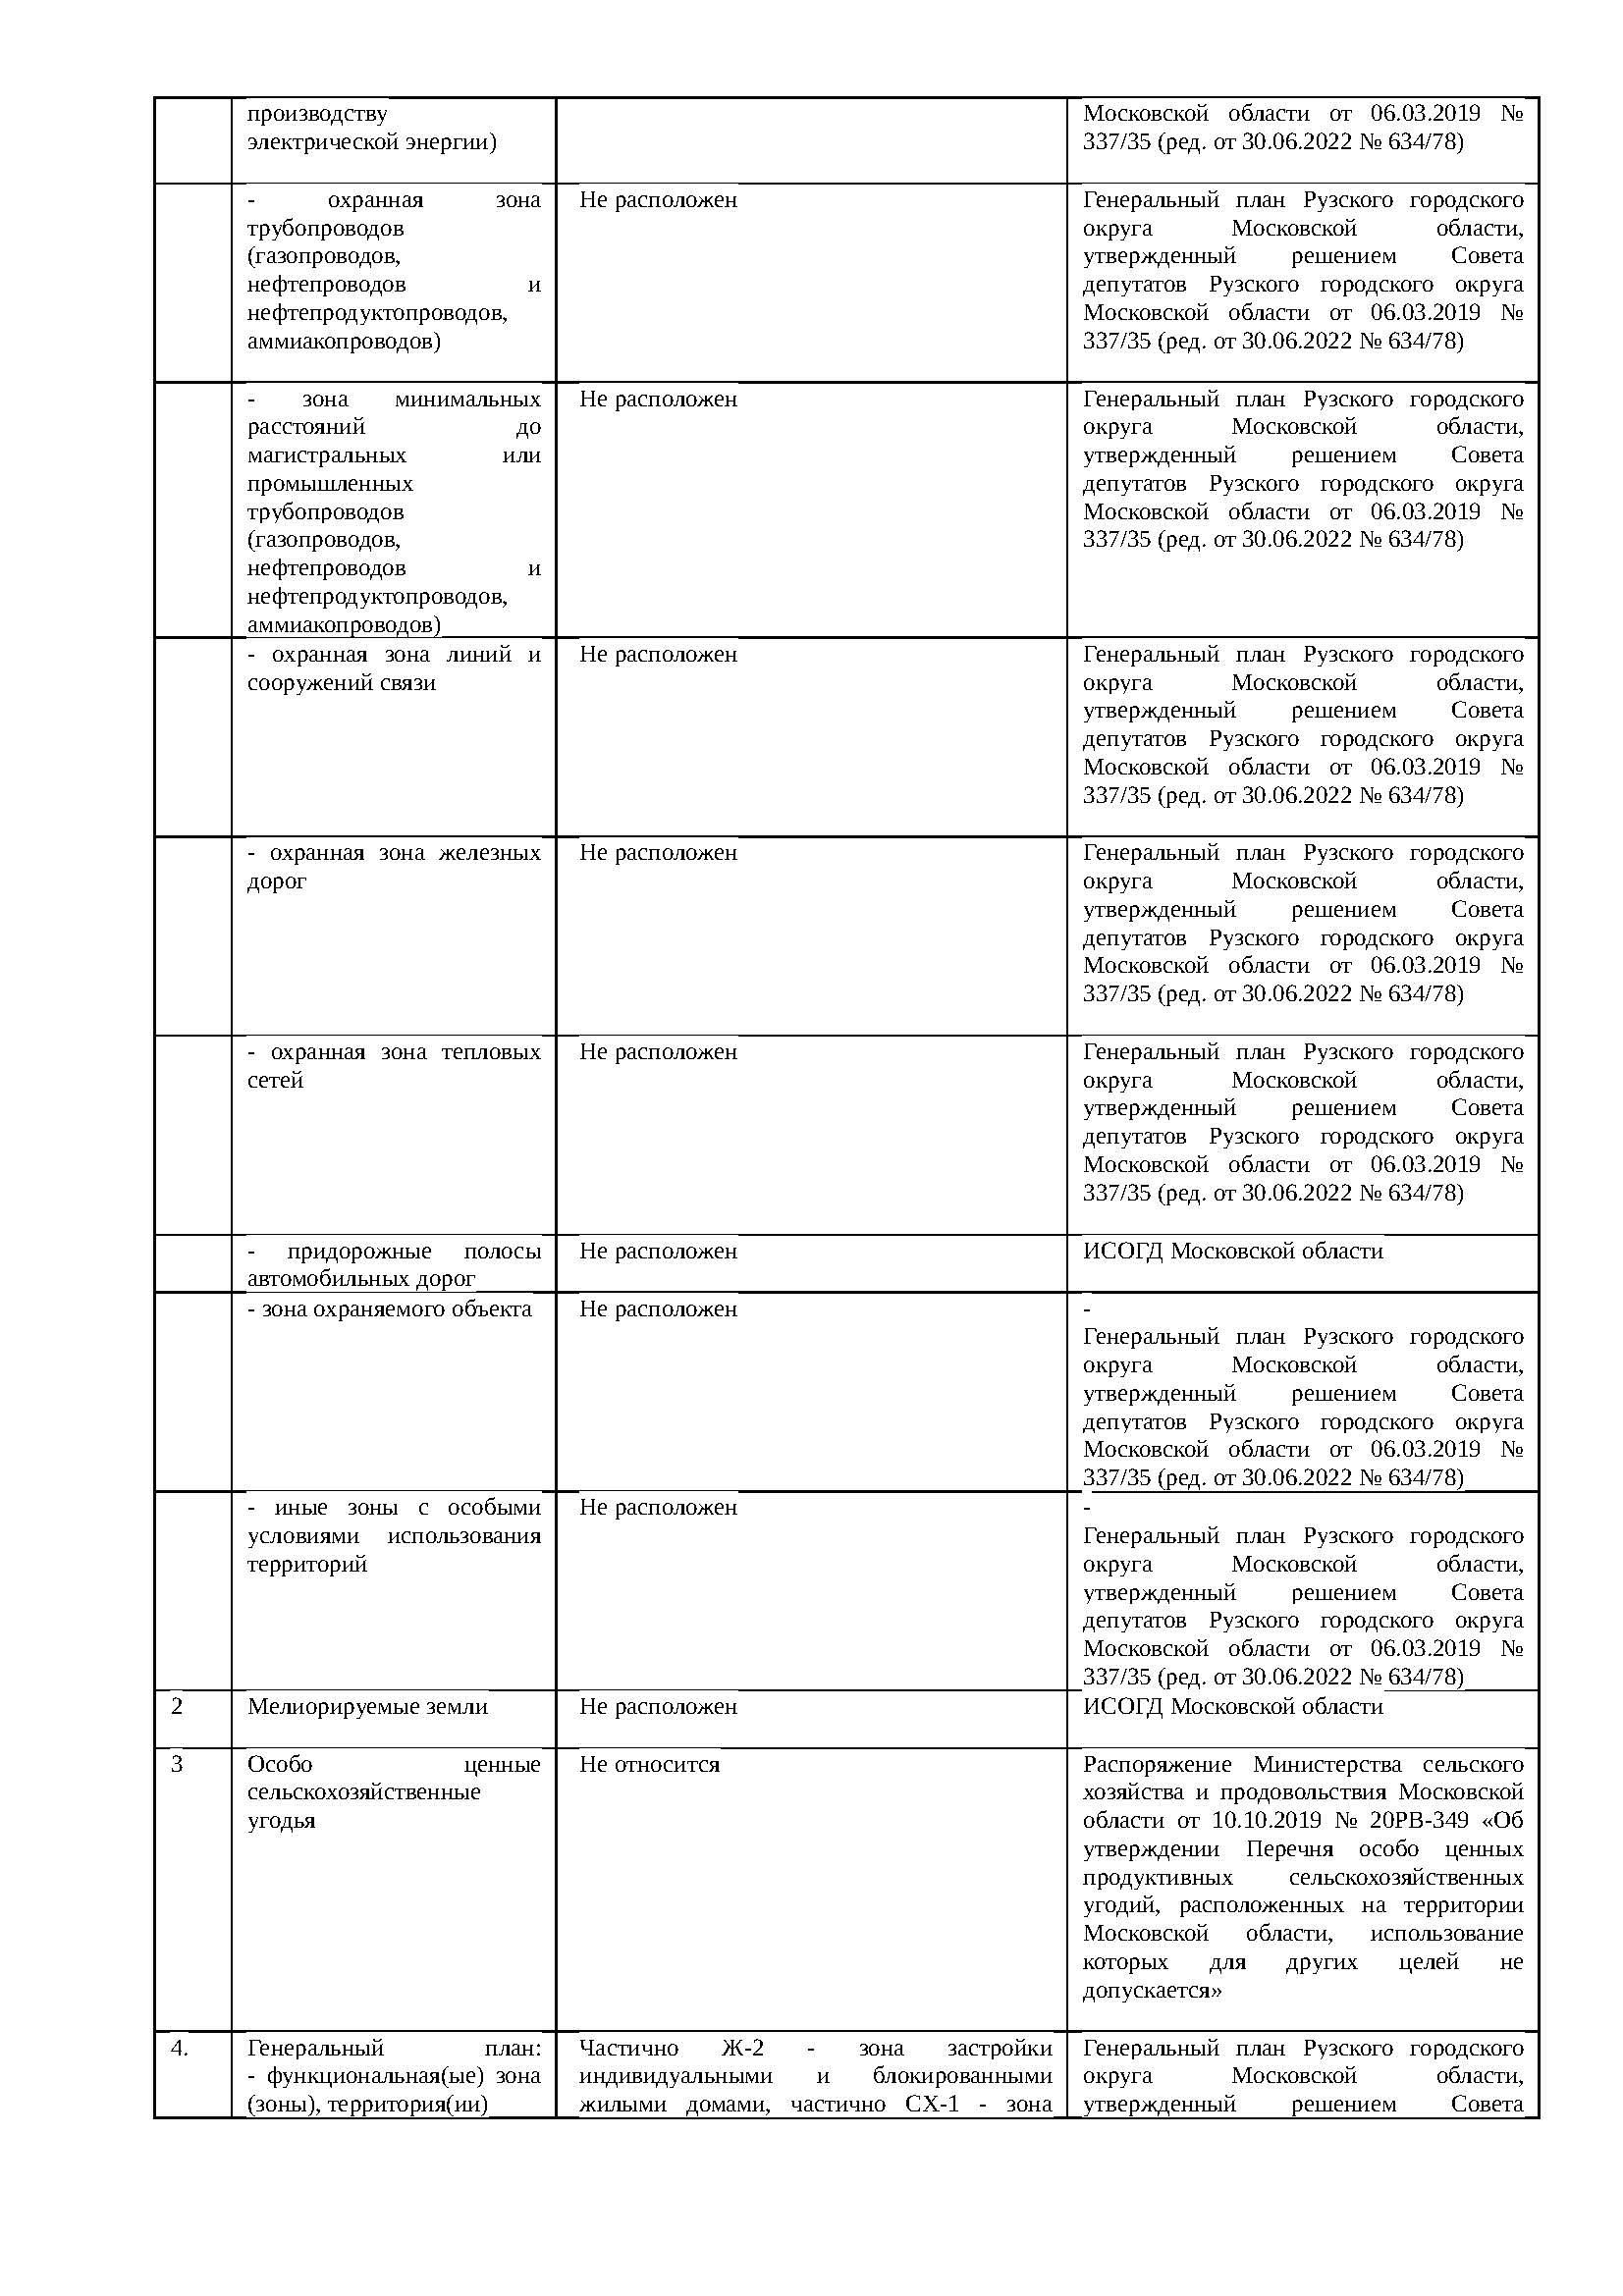 производству
электрической энергии)
Московской области от 06.03.2019 №
337/35 (ред. от 30.06.2022 № 634/78)
- охранная зона
трубопроводов
(газопроводов,
нефтепроводов и
нефтепродуктопроводов,
аммиакопроводов)
Не расположен
Генеральный план Рузского городского
округа Московской области,
утвержденный решением Совета
депутатов Рузского городского округа
Московской области от 06.03.2019 №
337/35 (ред. от 30.06.2022 № 634/78)
- зона минимальных
расстояний до
магистральных или
промышленных
трубопроводов
(газопроводов,
нефтепроводов и
нефтепродуктопроводов,
аммиакопроводов)
Не расположен
Генеральный план Рузского городского
округа Московской области,
утвержденный решением Совета
депутатов Рузского городского округа
Московской области от 06.03.2019 №
337/35 (ред. от 30.06.2022 № 634/78)
- охранная зона линий и
сооружений связи
Не расположен
Генеральный план Рузского городского
округа Московской области,
утвержденный решением Совета
депутатов Рузского городского округа
Московской области от 06.03.2019 №
337/35 (ред. от 30.06.2022 № 634/78)
- охранная зона железных
дорог
Не расположен
Генеральный план Рузского городского
округа Московской области,
утвержденный решением Совета
депутатов Рузского городского округа
Московской области от 06.03.2019 №
337/35 (ред. от 30.06.2022 № 634/78)
- охранная зона тепловых
сетей
Не расположен
Генеральный план Рузского городского
округа Московской области,
утвержденный решением Совета
депутатов Рузского городского округа
Московской области от 06.03.2019 №
337/35 (ред. от 30.06.2022 № 634/78)
- придорожные полосы
автомобильных дорог
Не расположен
ИСОГД Московской области
- зона охраняемого объекта
Не расположен
-
Генеральный план Рузского городского
округа Московской области,
утвержденный решением Совета
депутатов Рузского городского округа
Московской области от 06.03.2019 №
337/35 (ред. от 30.06.2022 № 634/78)
- иные зоны с особыми
условиями использования
территорий
Не расположен
-
Генеральный план Рузского городского
округа Московской области,
утвержденный решением Совета
депутатов Рузского городского округа
Московской области от 06.03.2019 №
337/35 (ред. от 30.06.2022 № 634/78)
2
Мелиорируемые земли
Не расположен
ИСОГД Московской области
3
Особо ценные
сельскохозяйственные
угодья
Не относится
Распоряжение Министерства сельского
хозяйства и продовольствия Московской
области от 10.10.2019 № 20РВ-349 «Об
утверждении Перечня особо ценных
продуктивных сельскохозяйственных
угодий, расположенных на территории
Московской области, использование
которых для других целей не
допускается»
4.
Генеральный план:
- функциональная(ые) зона
(зоны), территория(ии)
Частично Ж-2 - зона застройки
индивидуальными и блокированными
жилыми домами, частично СХ-1 - зона
Генеральный план Рузского городского
округа Московской области,
утвержденный решением Совета